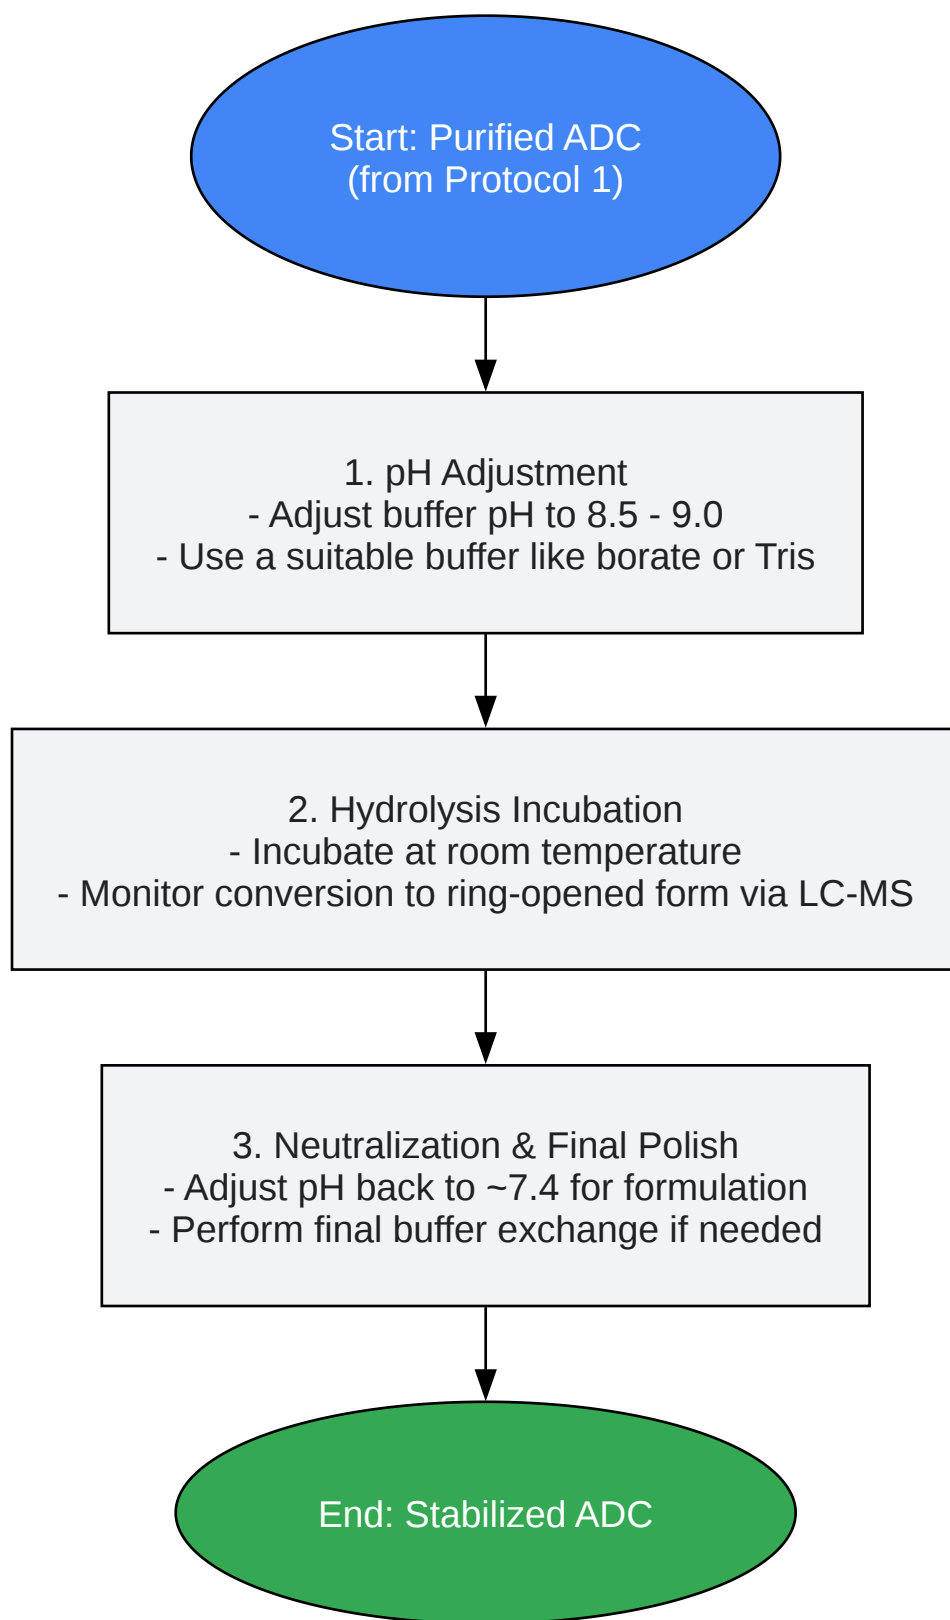 Start: Purified ADC
(from Protocol 1)
1. pH Adjustment
- Adjust buffer pH to 8.5 - 9.0
- Use a suitable buffer like borate or Tris
2. Hydrolysis Incubation
- Incubate at room temperature
- Monitor conversion to ring-opened form via LC-MS
3. Neutralization & Final Polish
- Adjust pH back to ~7.4 for formulation
- Perform final buffer exchange if needed
End: Stabilized ADC